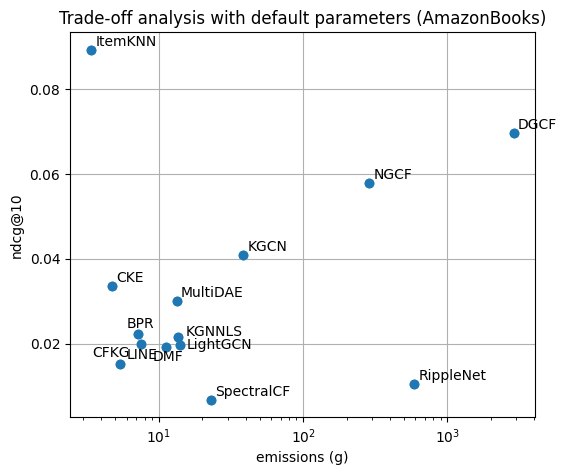 Trade-off analysis with default parameters (AmazonBooks)
ItemKNN
0.08
DGCF
NGCF
0.06
ndcg@10
KGCN
0.04
CKE
MultiDAE
BPR
KGNNLS
0.02
LightGCN
CFKG
LINE
DMF
RippleNet
SpectralCF
10¹ 10² 10³
emissions (g)